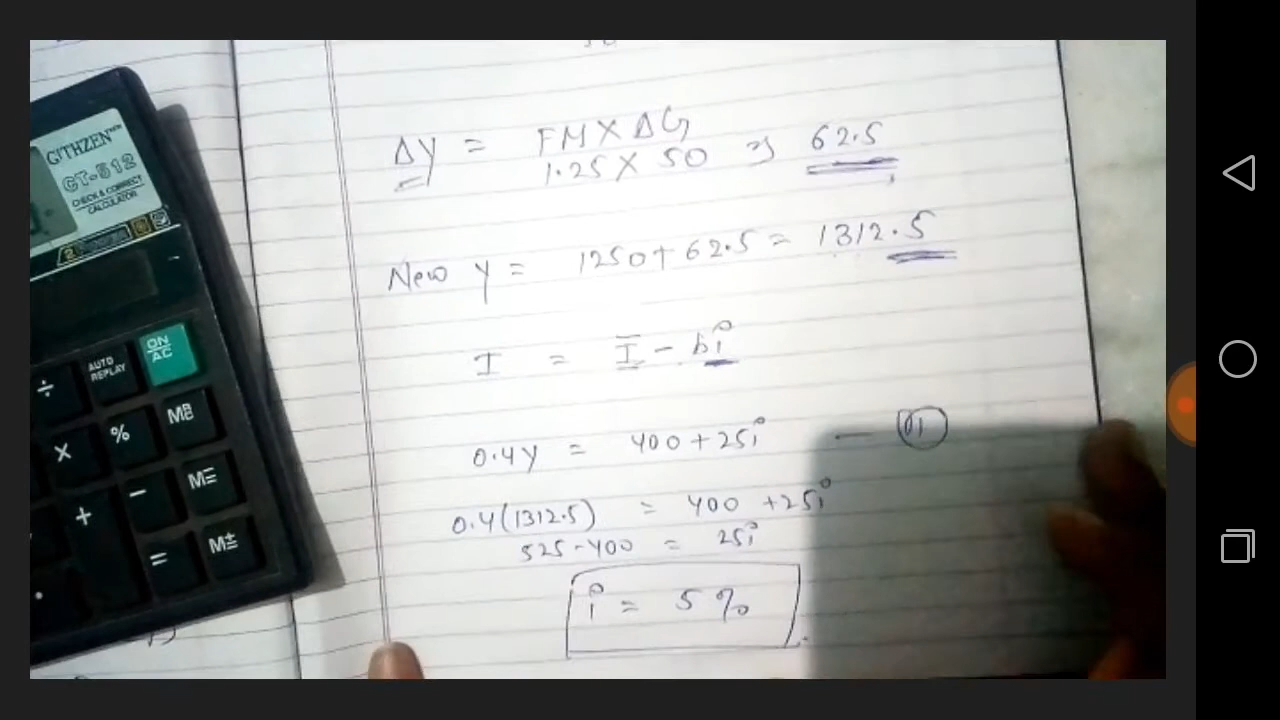 GITHZEN
CT-512
CHECK & CORRECT
CALCULATOR
ΔY = FM X ΔG
1.25 X 50 ⇒ 62.5
New Y = 1250 + 62.5 = 1312.5
I = Ī - bi
0.4Y = 400 + 25i — 01
0.4(1312.5) = 400 + 25i
525 - 400 = 25i
i = 5%
ON
AC
AUTO
REPLAY
÷
X
%
MB
+
-
M=
=
M±
.